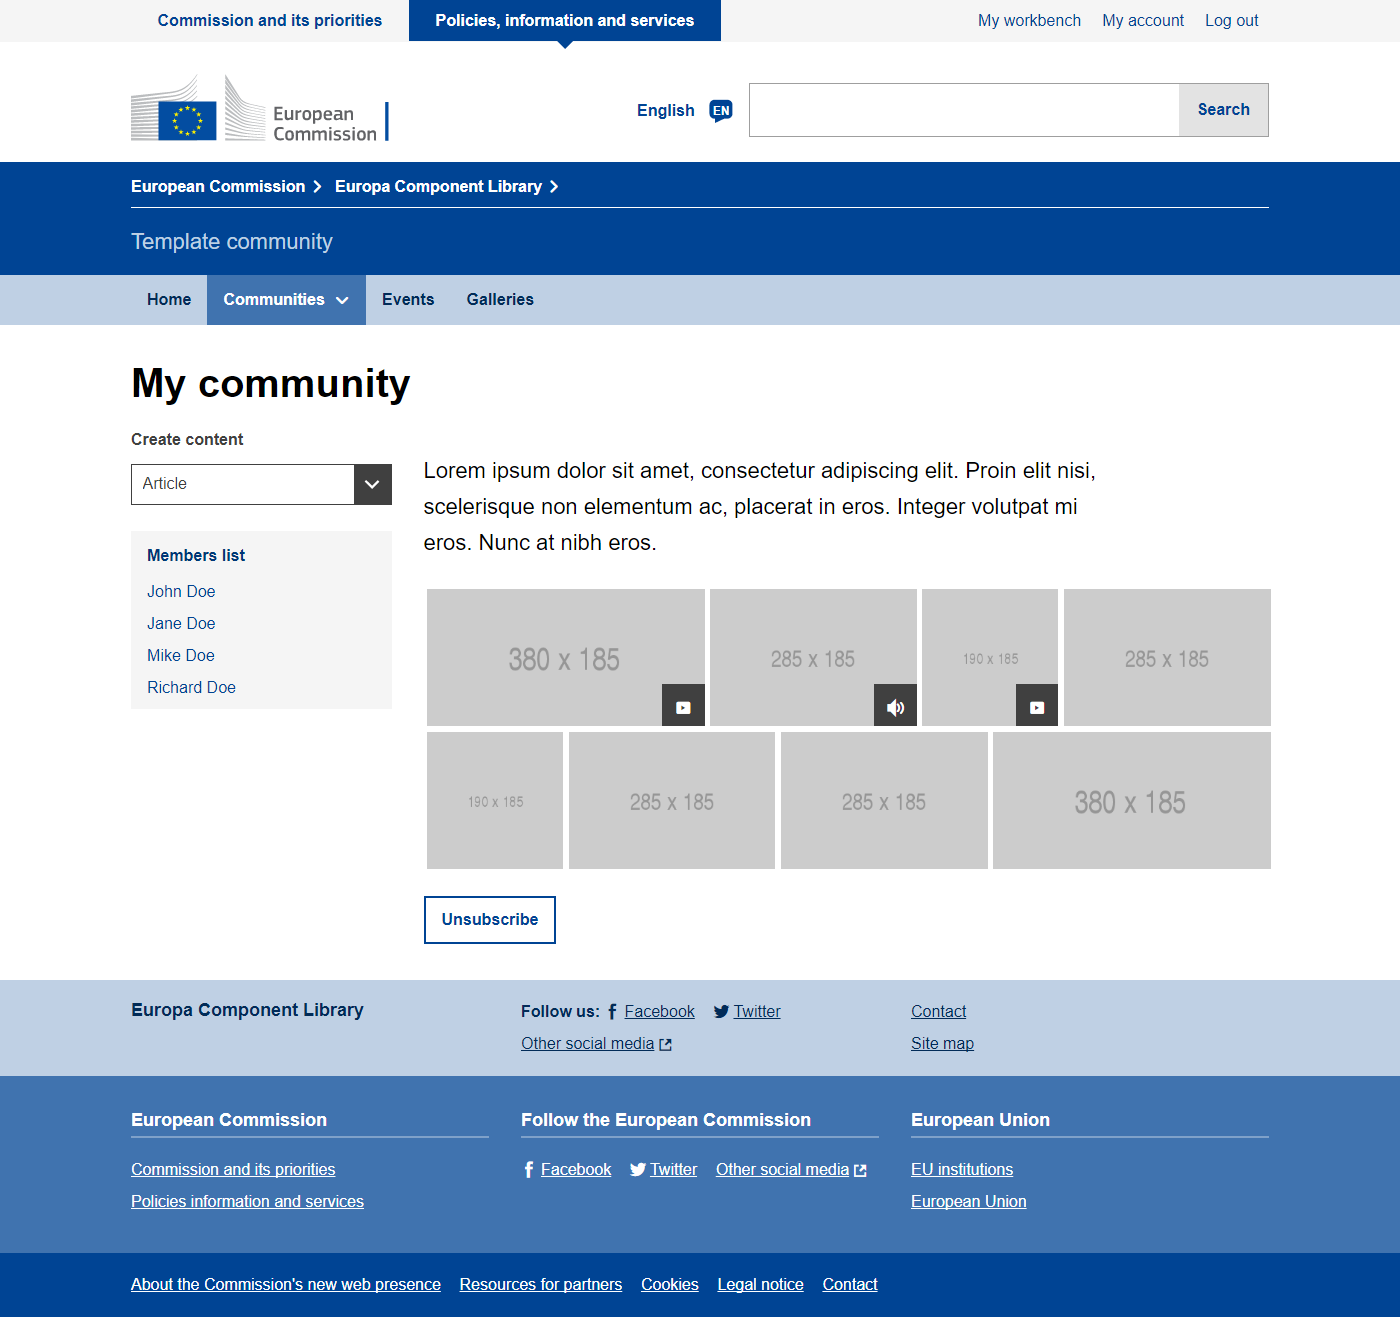 Commission and its priorities
Policies, information and services
My workbench
My account
Log out
European
Commission
English
EN
Search
European Commission
Europa Component Library
Template community
Home
Communities
Events
Galleries
My community
Create content
Article
Members list
John Doe
Jane Doe
Mike Doe
Richard Doe
Lorem ipsum dolor sit amet, consectetur adipiscing elit. Proin elit nisi,
scelerisque non elementum ac, placerat in eros. Integer volutpat mi
eros. Nunc at nibh eros.
380 x 185
285 x 185
190 x 185
285 x 185
190 x 185
285 x 185
285 x 185
380 x 185
Unsubscribe
Europa Component Library
Follow us: Facebook Twitter
Other social media
Contact
Site map
European Commission
Commission and its priorities
Policies information and services
Follow the European Commission
Facebook Twitter Other social media
European Union
EU institutions
European Union
About the Commission's new web presence Resources for partners Cookies Legal notice Contact